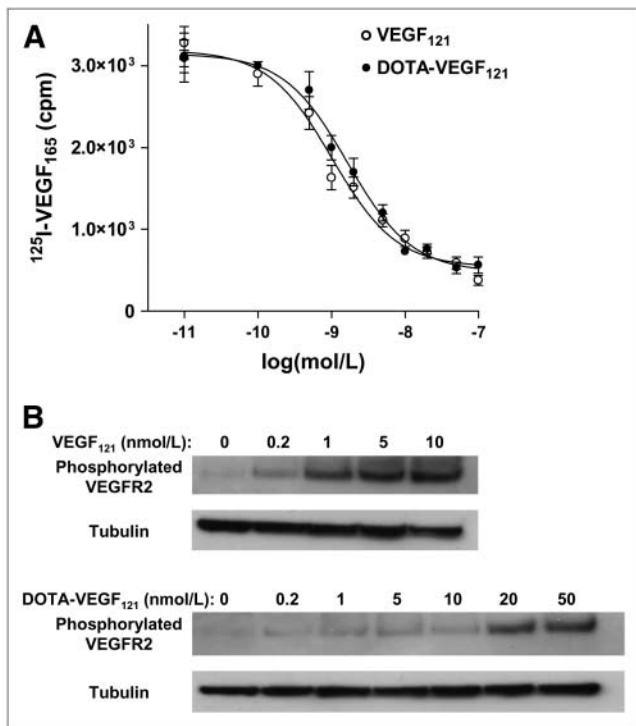 A
VEGF₁₂₁
DOTA-VEGF₁₂₁
¹²⁵I-VEGF₁₆₅ (cpm)
3.0×10³
2.0×10³
1.0×10³
0
-11 -10 -9 -8 -7
log(mol/L)
B
VEGF₁₂₁ (nmol/L): 0 0.2 1 5 10
Phosphorylated
VEGFR2
Tubulin
DOTA-VEGF₁₂₁ (nmol/L): 0 0.2 1 5 10 20 50
Phosphorylated
VEGFR2
Tubulin